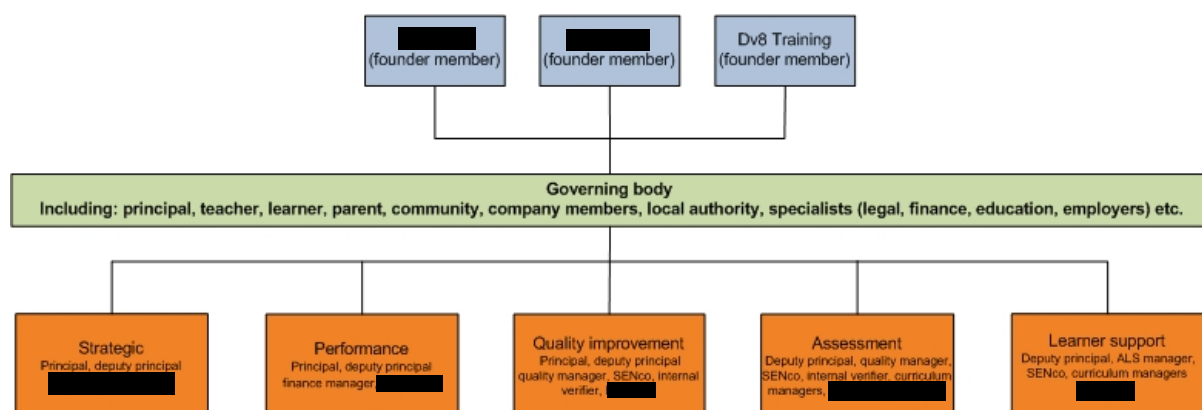 (founder member)
(founder member)
Dv8 Training
(founder member)
Governing body
Including: principal, teacher, learner, parent, community, company members, local authority, specialists (legal, finance, education, employers) etc.
Strategic
Principal, deputy principal
Performance
Principal, deputy principal
finance manager
Quality improvement
Principal, deputy principal
quality manager, SENco, internal
verifier,
Assessment
Deputy principal, quality manager,
SENco, internal verifier, curriculum
managers,
Learner support
Deputy principal, ALS manager,
SENco, curriculum managers